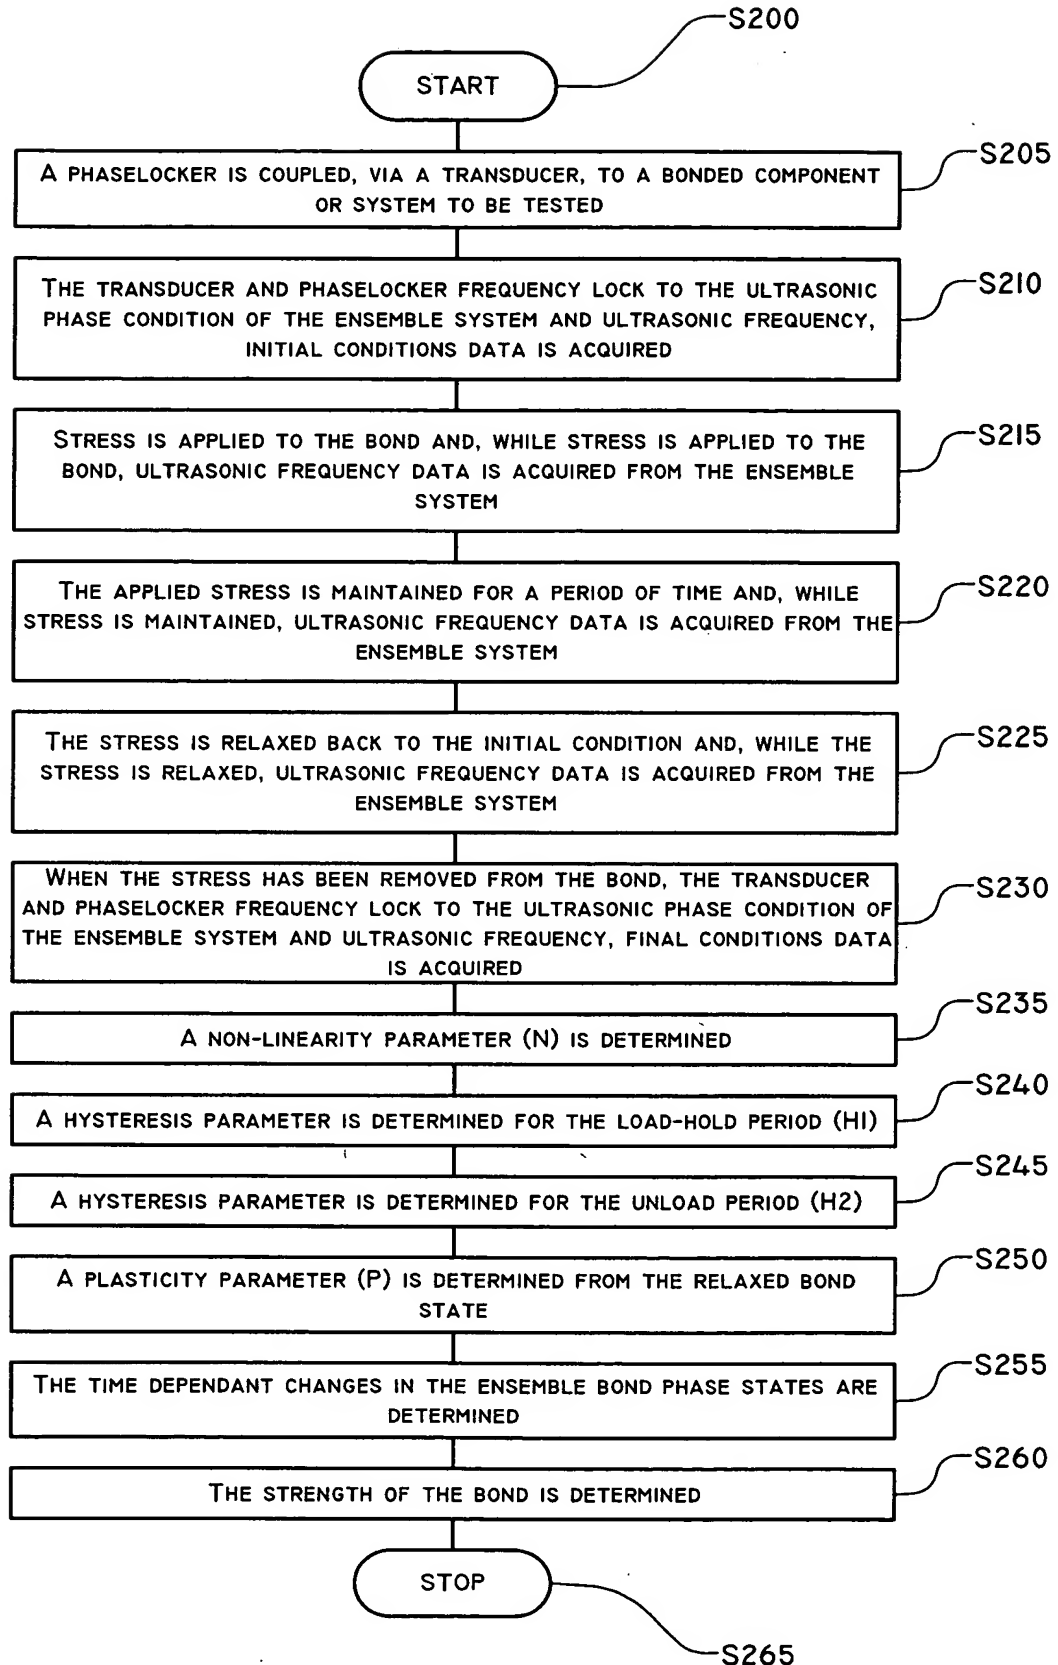 S200
START
S205
A PHASELOCKER IS COUPLED, VIA A TRANSDUCER, TO A BONDED COMPONENT
OR SYSTEM TO BE TESTED
S210
THE TRANSDUCER AND PHASELOCKER FREQUENCY LOCK TO THE ULTRASONIC
PHASE CONDITION OF THE ENSEMBLE SYSTEM AND ULTRASONIC FREQUENCY,
INITIAL CONDITIONS DATA IS ACQUIRED
S215
STRESS IS APPLIED TO THE BOND AND, WHILE STRESS IS APPLIED TO THE
BOND, ULTRASONIC FREQUENCY DATA IS ACQUIRED FROM THE ENSEMBLE
SYSTEM
S220
THE APPLIED STRESS IS MAINTAINED FOR A PERIOD OF TIME AND, WHILE
STRESS IS MAINTAINED, ULTRASONIC FREQUENCY DATA IS ACQUIRED FROM THE
ENSEMBLE SYSTEM
S225
THE STRESS IS RELAXED BACK TO THE INITIAL CONDITION AND, WHILE THE
STRESS IS RELAXED, ULTRASONIC FREQUENCY DATA IS ACQUIRED FROM THE
ENSEMBLE SYSTEM
S230
WHEN THE STRESS HAS BEEN REMOVED FROM THE BOND, THE TRANSDUCER
AND PHASELOCKER FREQUENCY LOCK TO THE ULTRASONIC PHASE CONDITION OF
THE ENSEMBLE SYSTEM AND ULTRASONIC FREQUENCY, FINAL CONDITIONS DATA
IS ACQUIRED
S235
A NON-LINEARITY PARAMETER (N) IS DETERMINED
S240
A HYSTERESIS PARAMETER IS DETERMINED FOR THE LOAD-HOLD PERIOD (H1)
S245
A HYSTERESIS PARAMETER IS DETERMINED FOR THE UNLOAD PERIOD (H2)
S250
A PLASTICITY PARAMETER (P) IS DETERMINED FROM THE RELAXED BOND
STATE
S255
THE TIME DEPENDANT CHANGES IN THE ENSEMBLE BOND PHASE STATES ARE
DETERMINED
S260
THE STRENGTH OF THE BOND IS DETERMINED
STOP
S265